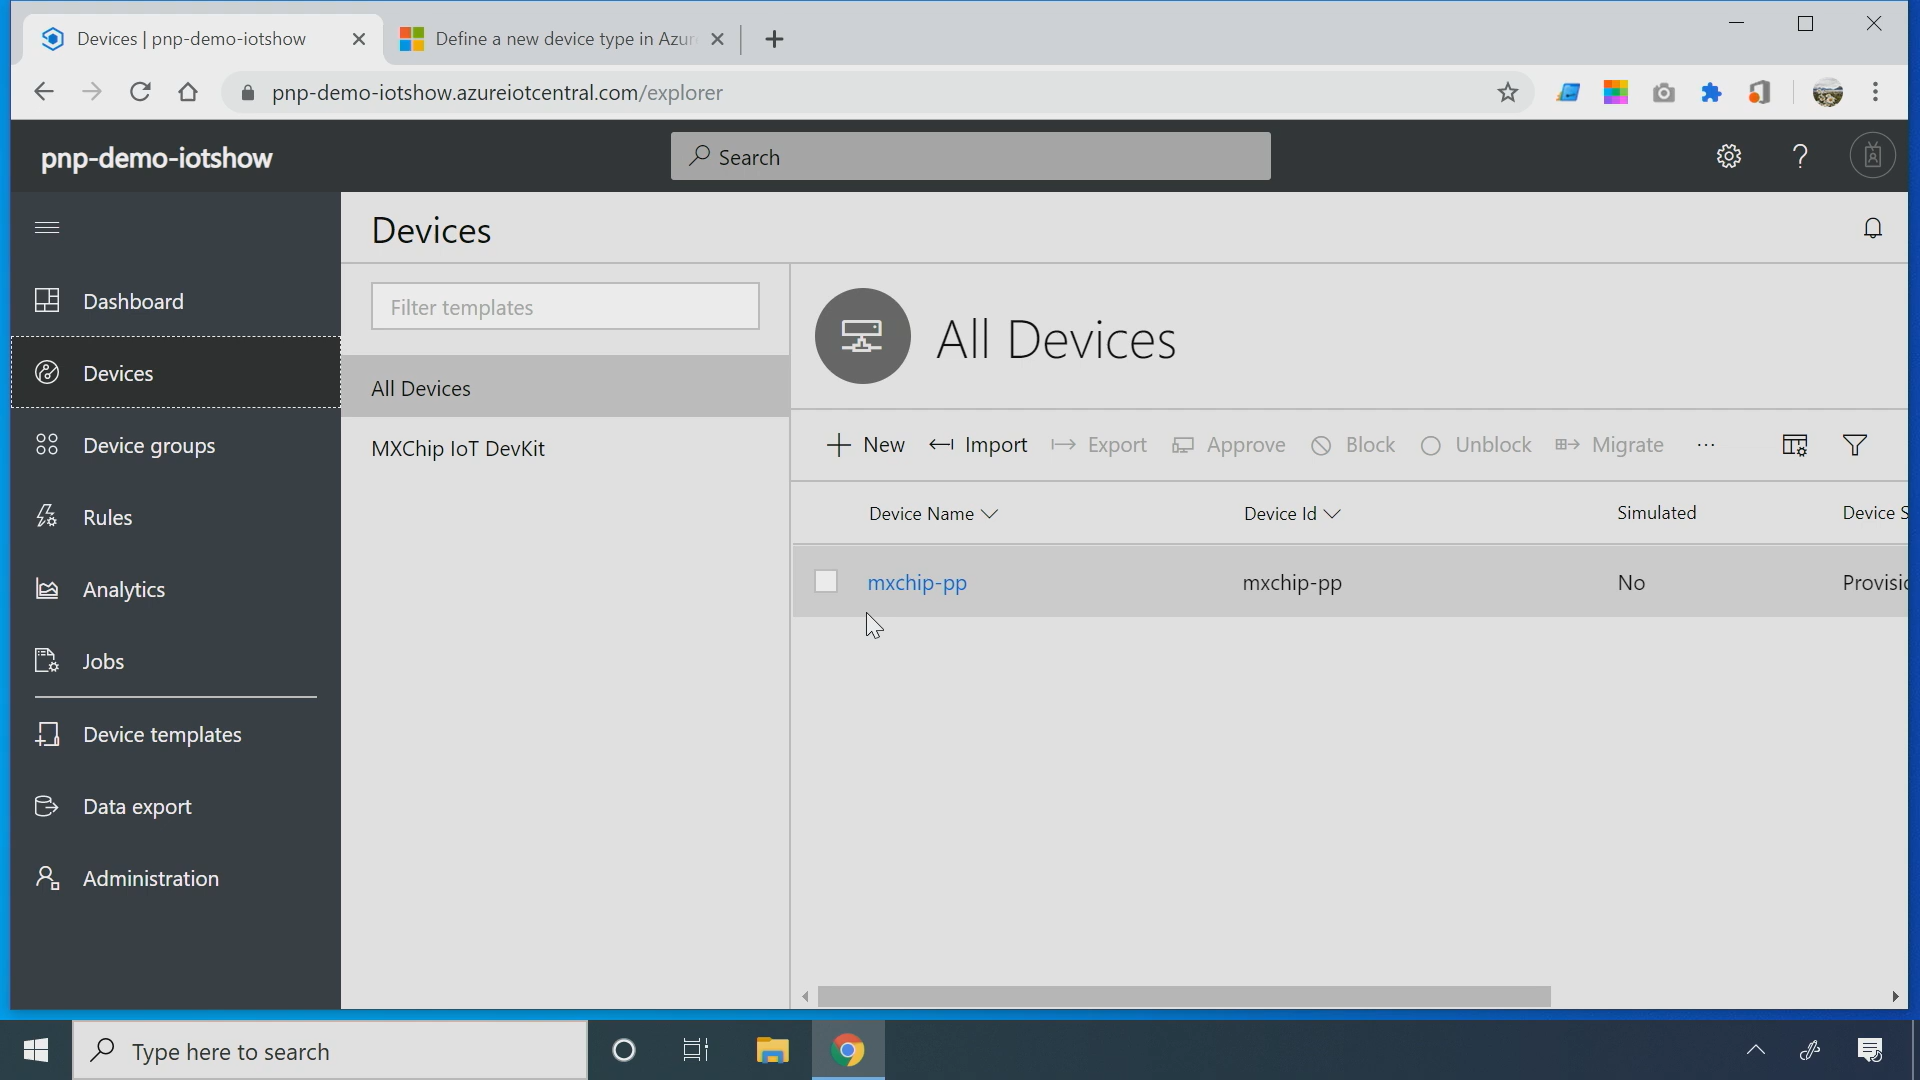 Devices | pnp-demo-iotshow
Define a new device type in Azur
pnp-demo-iotshow.azureiotcentral.com/explorer
pnp-demo-iotshow
Search
Devices
Dashboard
Devices
Device groups
Rules
Analytics
Jobs
Device templates
Data export
Administration
Filter templates
All Devices
MXChip IoT DevKit
All Devices
New Import Export Approve Block Unblock Migrate ...
Device Name Device Id Simulated Device S
mxchip-pp mxchip-pp No Provisio
Type here to search